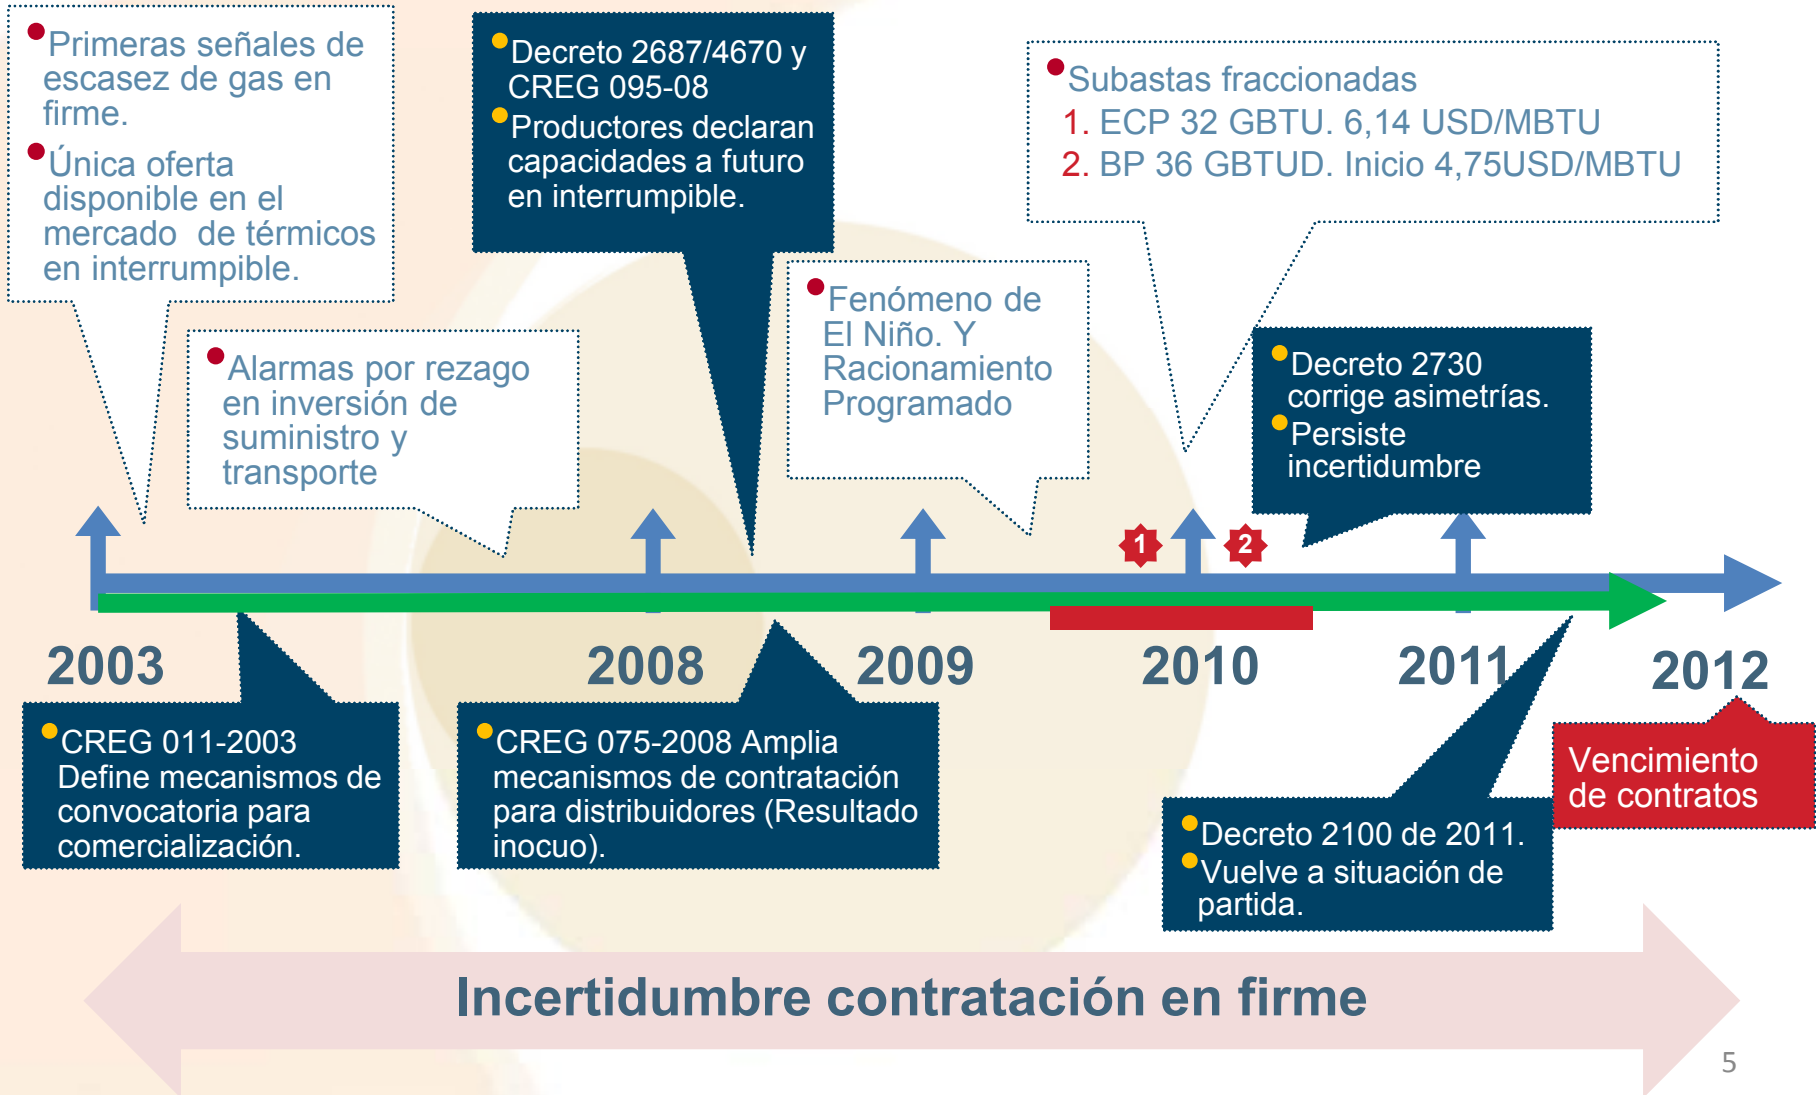 Primeras señales de
escasez de gas en
firme.
Única oferta
disponible en el
mercado de térmicos
en interrumpible.
Decreto 2687/4670 y
CREG 095-08
Productores declaran
capacidades a futuro
en interrumpible.
Subastas fraccionadas
1. ECP 32 GBTU. 6,14 USD/MBTU
2. BP 36 GBTUD. Inicio 4,75USD/MBTU
Alarmas por rezago
en inversión de
suministro y
transporte
Fenómeno de
El Niño. Y
Racionamiento
Programado
Decreto 2730
corrige asimetrías.
Persiste
incertidumbre
1
2
2003
2008
2009
2010
2011
2012
CREG 011-2003
Define mecanismos de
convocatoria para
comercialización.
CREG 075-2008 Amplia
mecanismos de contratación
para distribuidores (Resultado
inocuo).
Decreto 2100 de 2011.
Vuelve a situación de
partida.
Vencimiento
de contratos
Incertidumbre contratación en firme
5